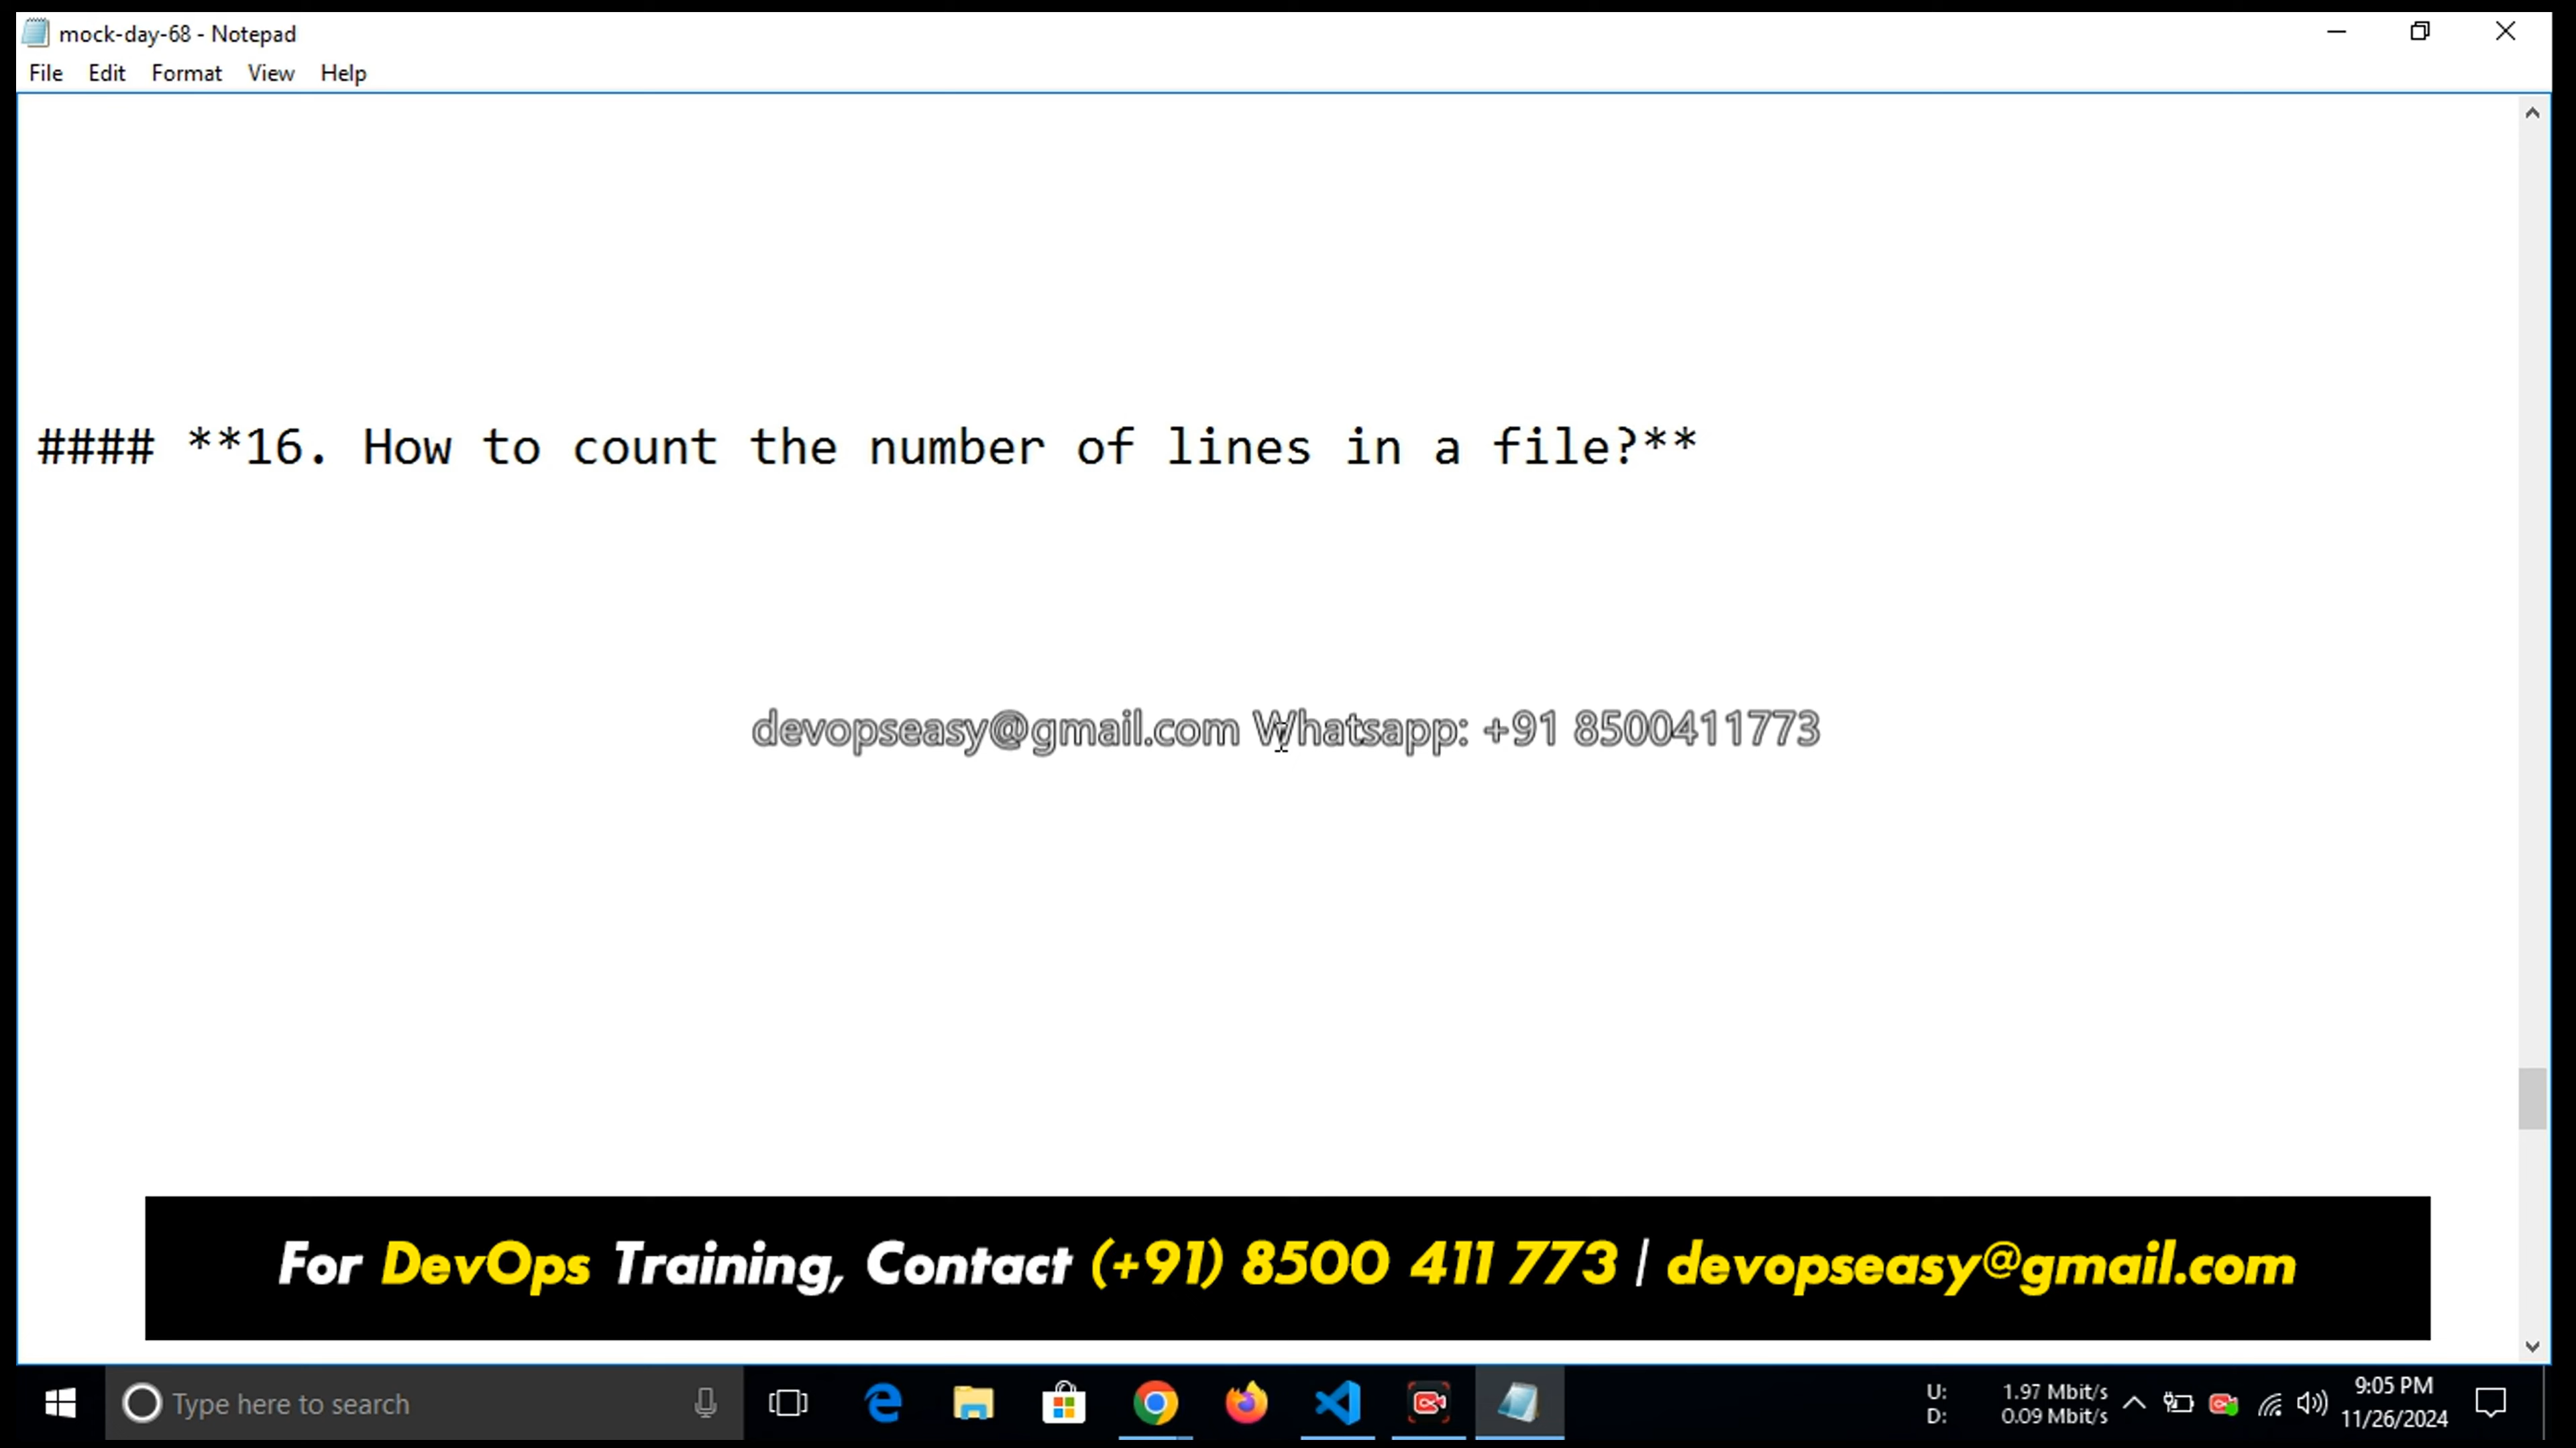 mock-day-68 - Notepad
File Edit Format View Help
#### **16. How to count the number of lines in a file?**
devopseasy@gmail.com Whatsapp: +91 8500411773
For DevOps Training, Contact (+91) 8500 411 773 | devopseasy@gmail.com
Type here to search
U: 1.97 Mbit/s
D: 0.09 Mbit/s
9:05 PM
11/26/2024